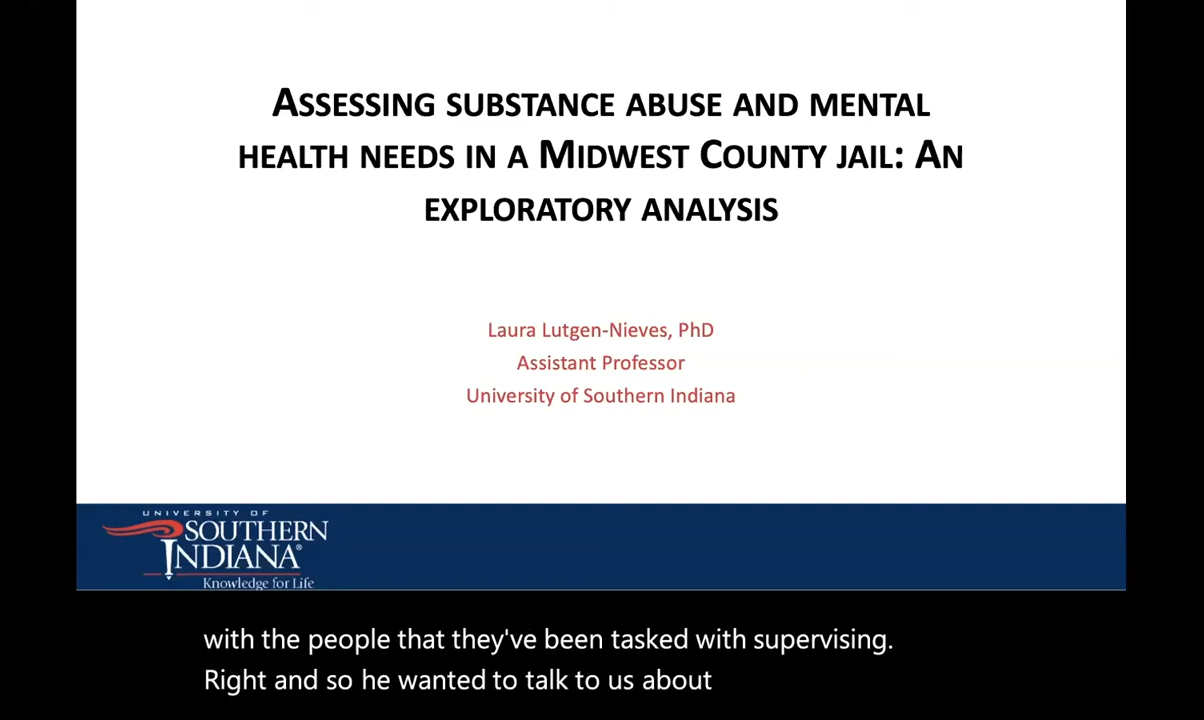 ASSESSING SUBSTANCE ABUSE AND MENTAL
HEALTH NEEDS IN A MIDWEST COUNTY JAIL: AN
EXPLORATORY ANALYSIS
Laura Lutgen-Nieves, PhD
Assistant Professor
University of Southern Indiana
UNIVERSITY OF
SOUTHERN
INDIANA®
Knowledge for Life
with the people that they've been tasked with supervising.
Right and so he wanted to talk to us about